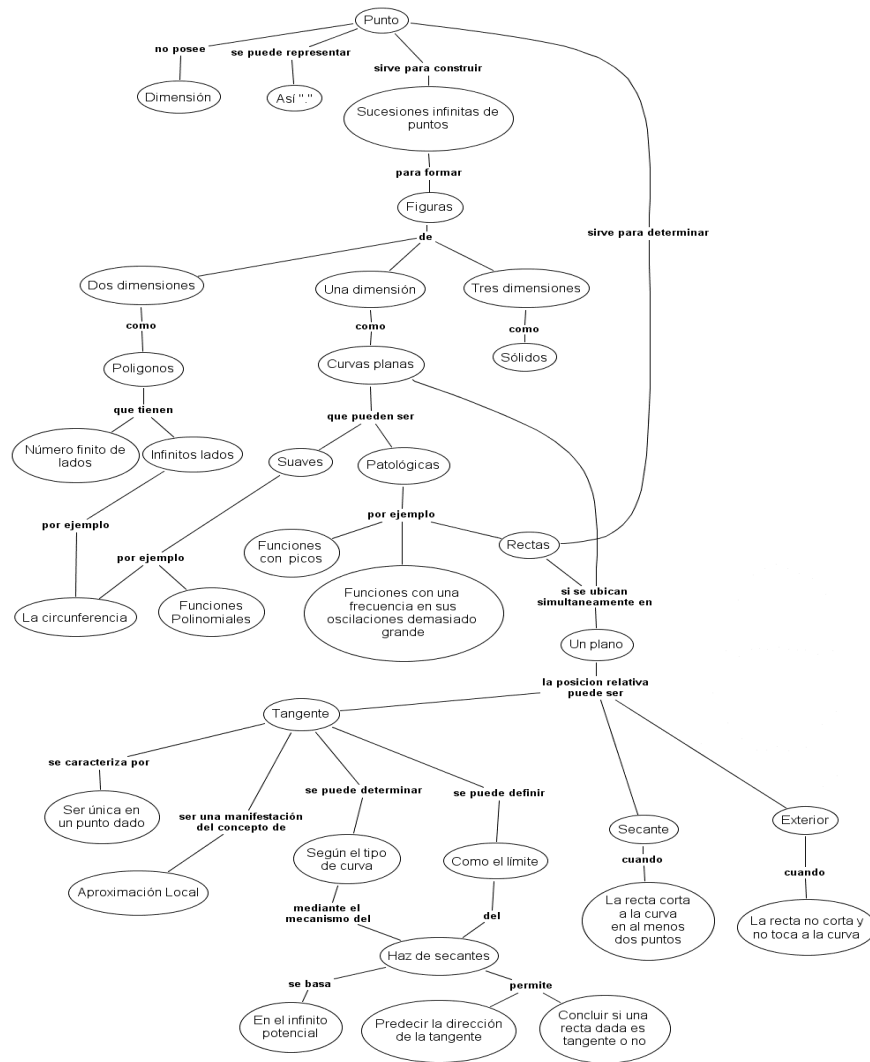 Punto
no posee
se puede representar
sirve para construir
Dimensión
Así "."
Sucesiones infinitas de
puntos
para formar
Figuras
sirve para determinar
de
Dos dimensiones
Una dimensión
Tres dimensiones
como
como
como
Poligonos
Curvas planas
Sólidos
que tienen
que pueden ser
Número finito de
lados
Infinitos lados
Suaves
Patológicas
por ejemplo
por ejemplo
por ejemplo
Funciones
con picos
Rectas
La circunferencia
Funciones
Polinomiales
Funciones con una
frecuencia en sus
oscilaciones demasiado
grande
si se ubican
simultaneamente en
Un plano
la posicion relativa
puede ser
Tangente
se caracteriza por
se puede determinar
se puede definir
Ser única en
un punto dado
ser una manifestación
del concepto de
Secante
Exterior
Según el tipo
de curva
Como el límite
cuando
cuando
Aproximación Local
mediante el
mecanismo del
del
La recta corta
a la curva
en al menos
dos puntos
La recta no corta y
no toca a la curva
Haz de secantes
se basa
permite
En el infinito
potencial
Predecir la dirección
de la tangente
Concluir si una
recta dada es
tangente o no